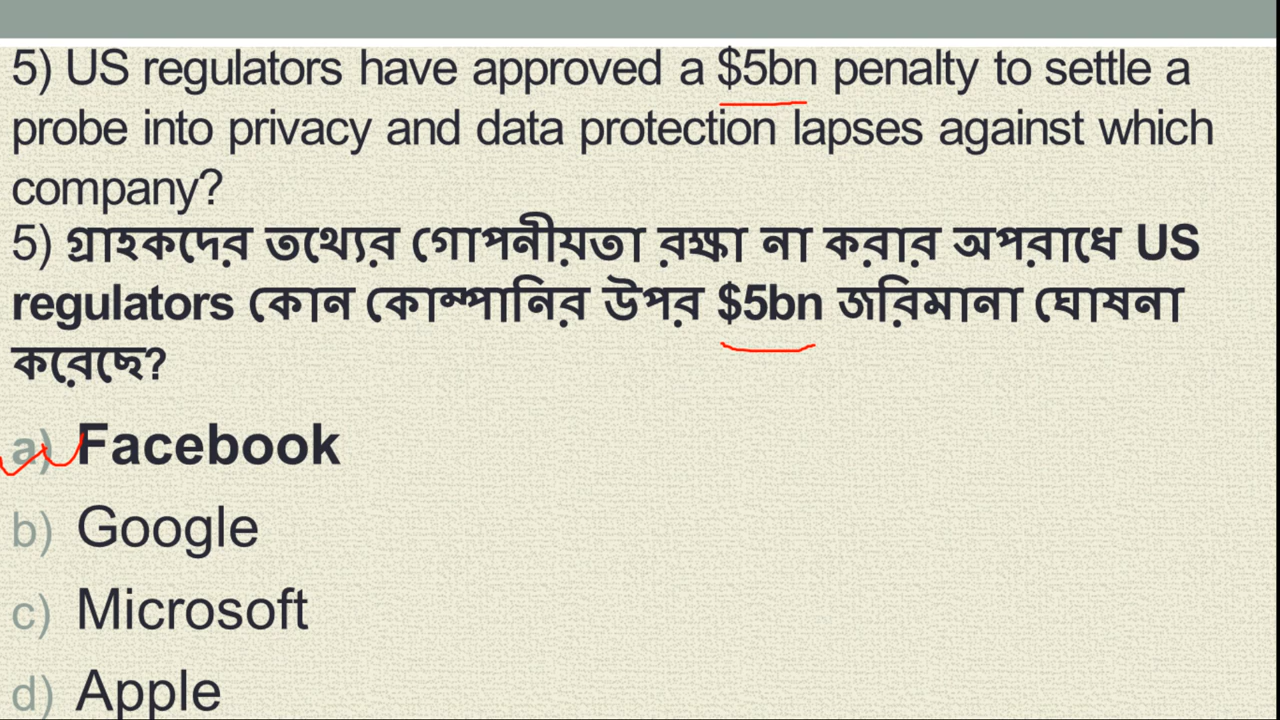 5) US regulators have approved a $5bn penalty to settle a
probe into privacy and data protection lapses against which
company?
5) গ্রাহকদের তথ্যের গোপনীয়তা রক্ষা না করার অপরাধে US
regulators কোন কোম্পানির উপর $5bn জরিমানা ঘোষনা
করেছে?
a) Facebook
b) Google
c) Microsoft
d) Apple